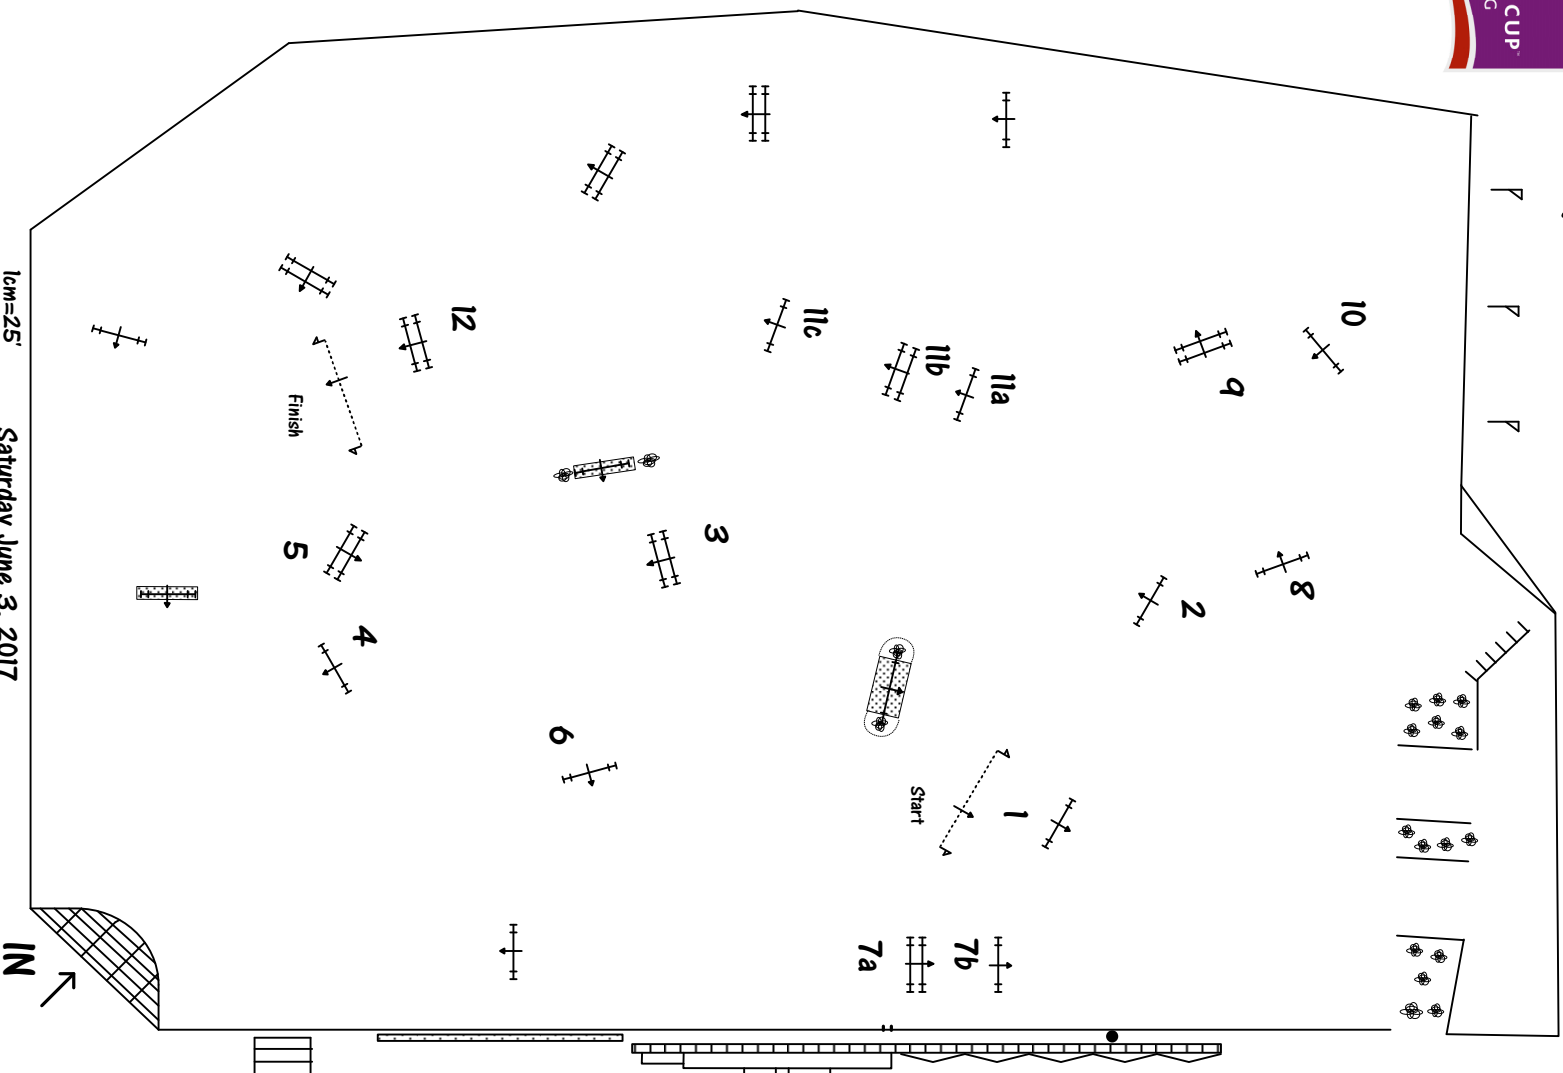 CUP™
G
10
9
8
2
11a
11b
11c
12
Finish
3
5
4
6
Start
1
7a
7b
IN
1cm=25'
Saturday June 3, 2017